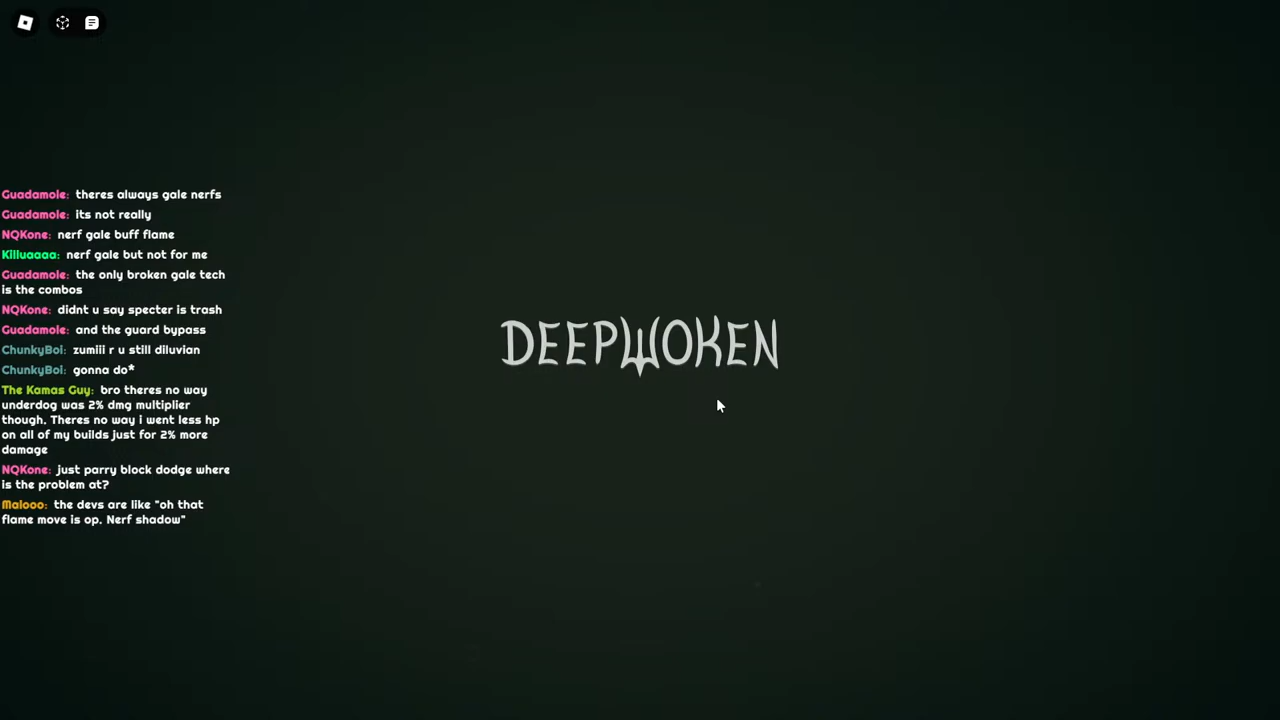 Guadamole: theres always gale nerfs
Guadamole: its not really
NQKone: nerf gale buff flame
Killuaaaa: nerf gale but not for me
Guadamole: the only broken gale tech
is the combos
NQKone: didnt u say specter is trash
Guadamole: and the guard bypass
ChunkyBoi: zumiii r u still diluvian
ChunkyBoi: gonna do*
The Kamas Guy: bro theres no way
underdog was 2% dmg multiplier
though. Theres no way i went less hp
on all of my builds just for 2% more
damage
NQKone: just parry block dodge where
is the problem at?
Malooo: the devs are like "oh that
flame move is op. Nerf shadow"
DEEPWOKEN